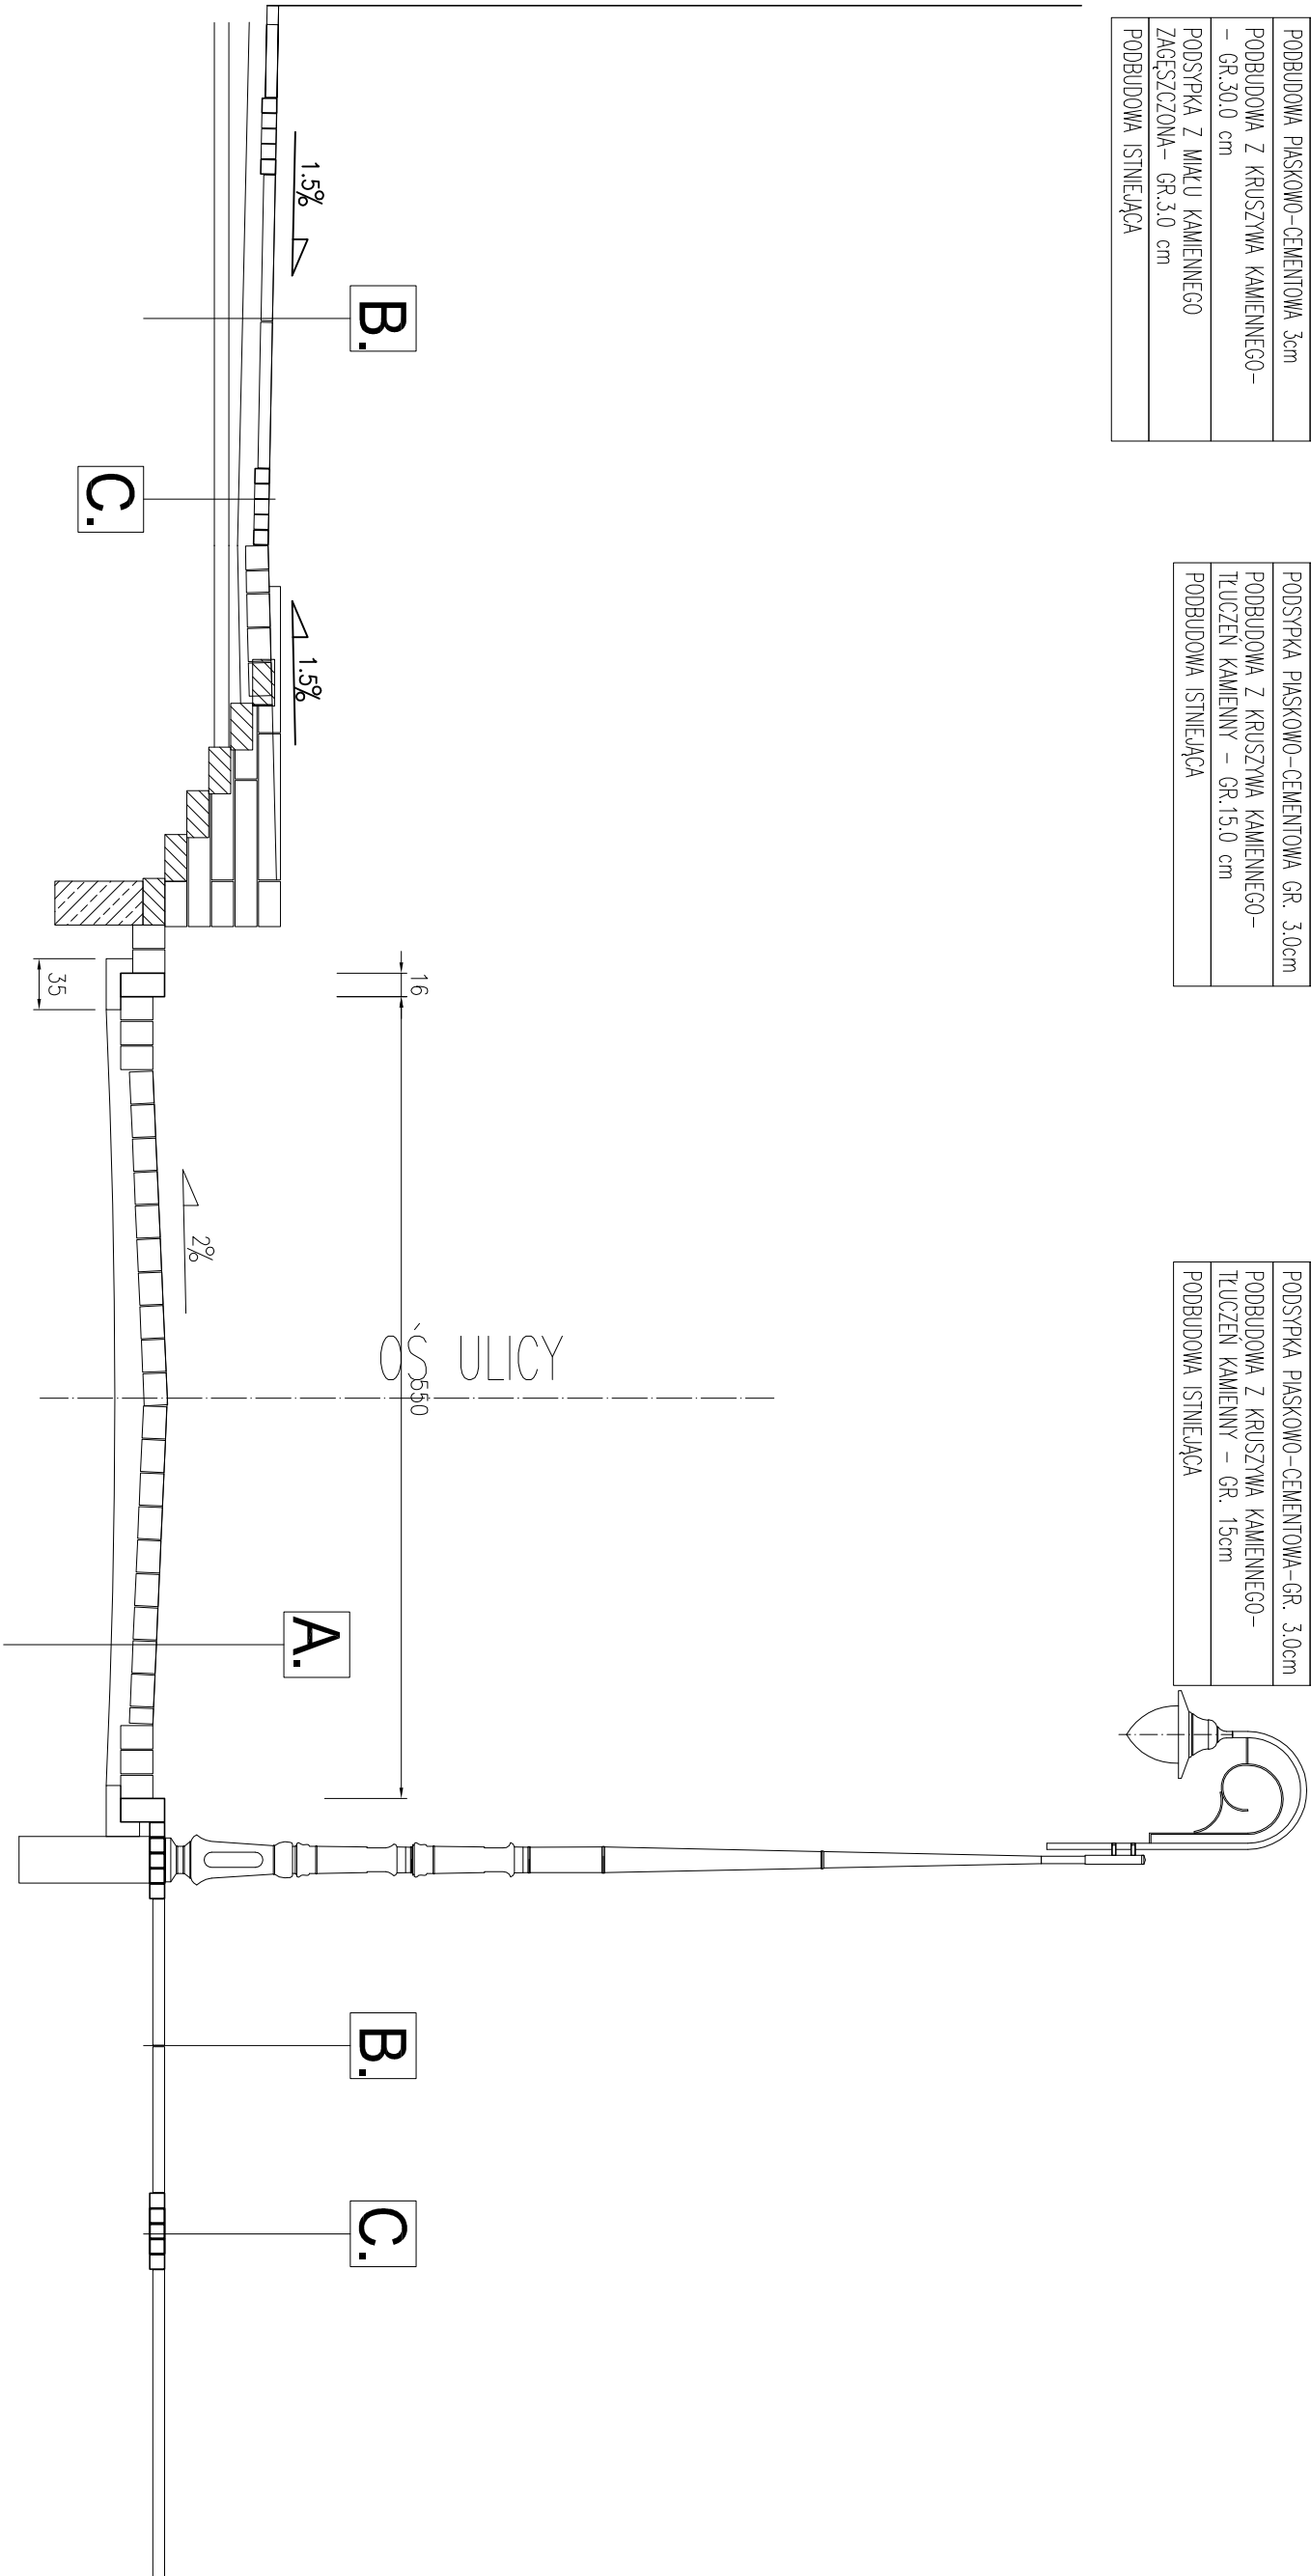 PODBUDOWA PIASKOWO-CEMENTOWA 3cm
PODBUDOWA Z KRUSZYWA KAMIENNEGO-
- GR.30.0 cm
PODSYPKA Z MIAŁU KAMIENNEGO
ZAGĘSZCZONA- GR.3.0 cm
PODBUDOWA ISTNIEJĄCA
PODSYPKA PIASKOWO-CEMENTOWA GR. 3.0cm
PODBUDOWA Z KRUSZYWA KAMIENNEGO-
TŁUCZEŃ KAMIENNY - GR.15.0 cm
PODBUDOWA ISTNIEJĄCA
PODSYPKA PIASKOWO-CEMENTOWA-GR. 3.0cm
PODBUDOWA Z KRUSZYWA KAMIENNEGO-
TŁUCZEŃ KAMIENNY - GR. 15cm
PODBUDOWA ISTNIEJĄCA
1.5%
B.
C.
1.5%
16
35
2%
OŚ ULICY
550
A.
B.
C.